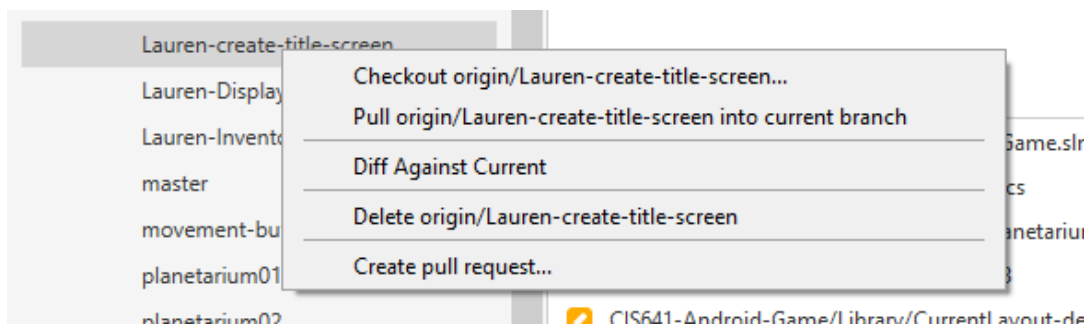 Lauren-create-title-screen
Checkout origin/Lauren-create-title-screen...
Lauren-Display
Pull origin/Lauren-create-title-screen into current branch
Lauren-Invento
Game.sln
Diff Against Current
master
cs
movement-bu
Delete origin/Lauren-create-title-screen
planetarium01
Create pull request...
planetarium02
CIS641-Android-Game/Library/CurrentLayout-de